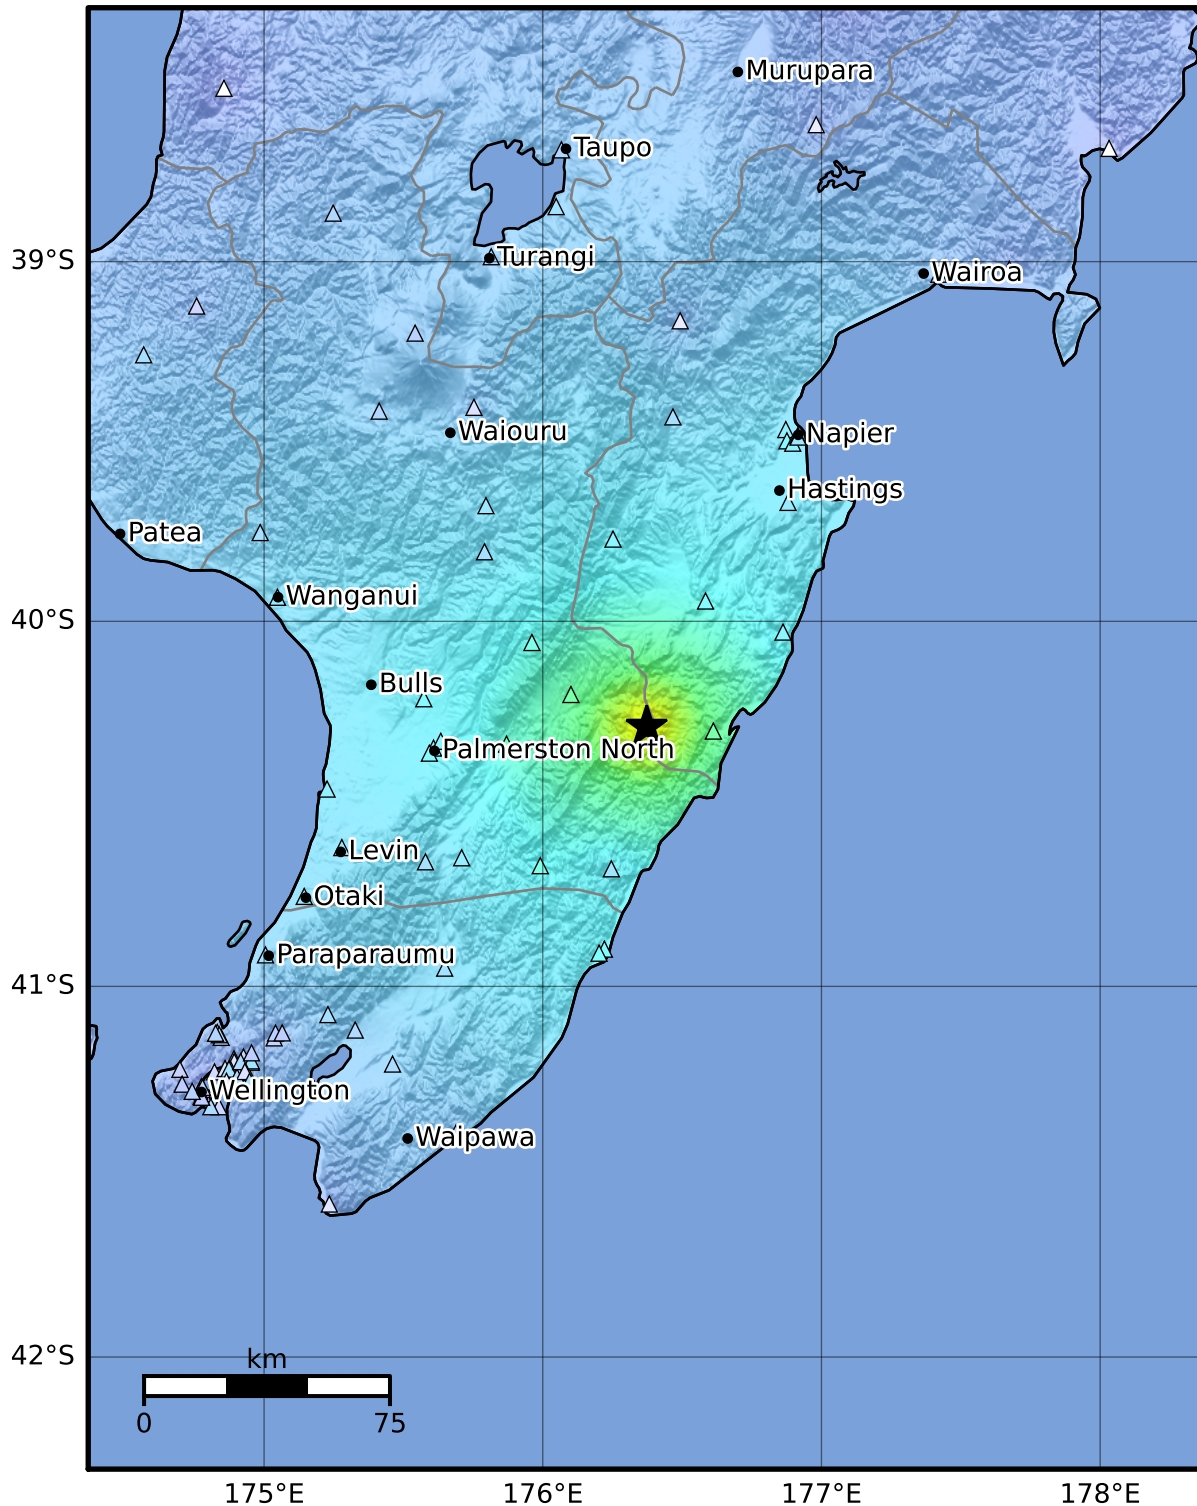 Murupara
Taupo
Turangi
39°S
Wairoa
Waiouru
Napier
Hastings
Patea
Wanganui
40°S
Bulls
Palmerston North
Levin
Otaki
Paraparaumu
41°S
Wellington
Waipawa
42°S
km
0
75
175°E
176°E
177°E
178°E